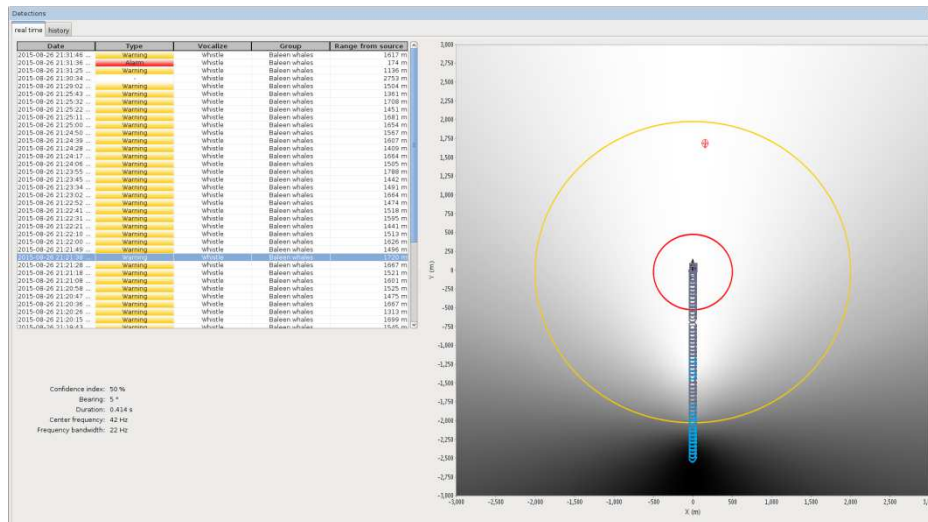 Detections
real time history
Date Type Vocalize Group Range from source
2015-08-26 21:31:46 ... Warning Whistle Baleen whales 1617 m
2015-08-26 21:31:36 ... Alarm Whistle Baleen whales 174 m
2015-08-26 21:31:25 ... Warning Whistle Baleen whales 1136 m
2015-08-26 21:30:34 ... - Whistle Baleen whales 2753 m
2015-08-26 21:29:02 ... Warning Whistle Baleen whales 1504 m
2015-08-26 21:25:43 ... Warning Whistle Baleen whales 1361 m
2015-08-26 21:25:32 ... Warning Whistle Baleen whales 1708 m
2015-08-26 21:25:22 ... Warning Whistle Baleen whales 1451 m
2015-08-26 21:25:11 ... Warning Whistle Baleen whales 1681 m
2015-08-26 21:25:00 ... Warning Whistle Baleen whales 1654 m
2015-08-26 21:24:50 ... Warning Whistle Baleen whales 1567 m
2015-08-26 21:24:39 ... Warning Whistle Baleen whales 1607 m
2015-08-26 21:24:28 ... Warning Whistle Baleen whales 1409 m
2015-08-26 21:24:17 ... Warning Whistle Baleen whales 1664 m
2015-08-26 21:24:06 ... Warning Whistle Baleen whales 1505 m
2015-08-26 21:23:55 ... Warning Whistle Baleen whales 1788 m
2015-08-26 21:23:45 ... Warning Whistle Baleen whales 1442 m
2015-08-26 21:23:34 ... Warning Whistle Baleen whales 1491 m
2015-08-26 21:23:02 ... Warning Whistle Baleen whales 1664 m
2015-08-26 21:22:52 ... Warning Whistle Baleen whales 1474 m
2015-08-26 21:22:41 ... Warning Whistle Baleen whales 1518 m
2015-08-26 21:22:31 ... Warning Whistle Baleen whales 1595 m
2015-08-26 21:22:21 ... Warning Whistle Baleen whales 1441 m
2015-08-26 21:22:10 ... Warning Whistle Baleen whales 1513 m
2015-08-26 21:22:00 ... Warning Whistle Baleen whales 1626 m
2015-08-26 21:21:49 ... Warning Whistle Baleen whales 1496 m
2015-08-26 21:21:39 ... Warning Whistle Baleen whales 1720 m
2015-08-26 21:21:28 ... Warning Whistle Baleen whales 1667 m
2015-08-26 21:21:18 ... Warning Whistle Baleen whales 1521 m
2015-08-26 21:21:08 ... Warning Whistle Baleen whales 1601 m
2015-08-26 21:20:58 ... Warning Whistle Baleen whales 1525 m
2015-08-26 21:20:47 ... Warning Whistle Baleen whales 1475 m
2015-08-26 21:20:36 ... Warning Whistle Baleen whales 1667 m
2015-08-26 21:20:26 ... Warning Whistle Baleen whales 1313 m
2015-08-26 21:20:15 ... Warning Whistle Baleen whales 1699 m
2015-08-26 21:19:43 ... Warning Whistle Baleen whales 1545 m
Confidence index: 50 %
Bearing: 5 °
Duration: 0.414 s
Center frequency: 42 Hz
Frequency bandwidth: 22 Hz
3,000
2,750
2,500
2,250
2,000
1,750
1,500
1,250
1,000
750
500
250
0
-250
-500
-750
-1,000
-1,250
-1,500
-1,750
-2,000
-2,250
-2,500
-2,750
-3,000
Y (m)
-3,000 -2,500 -2,000 -1,500 -1,000 -500 0 500 1,000 1,500 2,000 2,500
X (m)